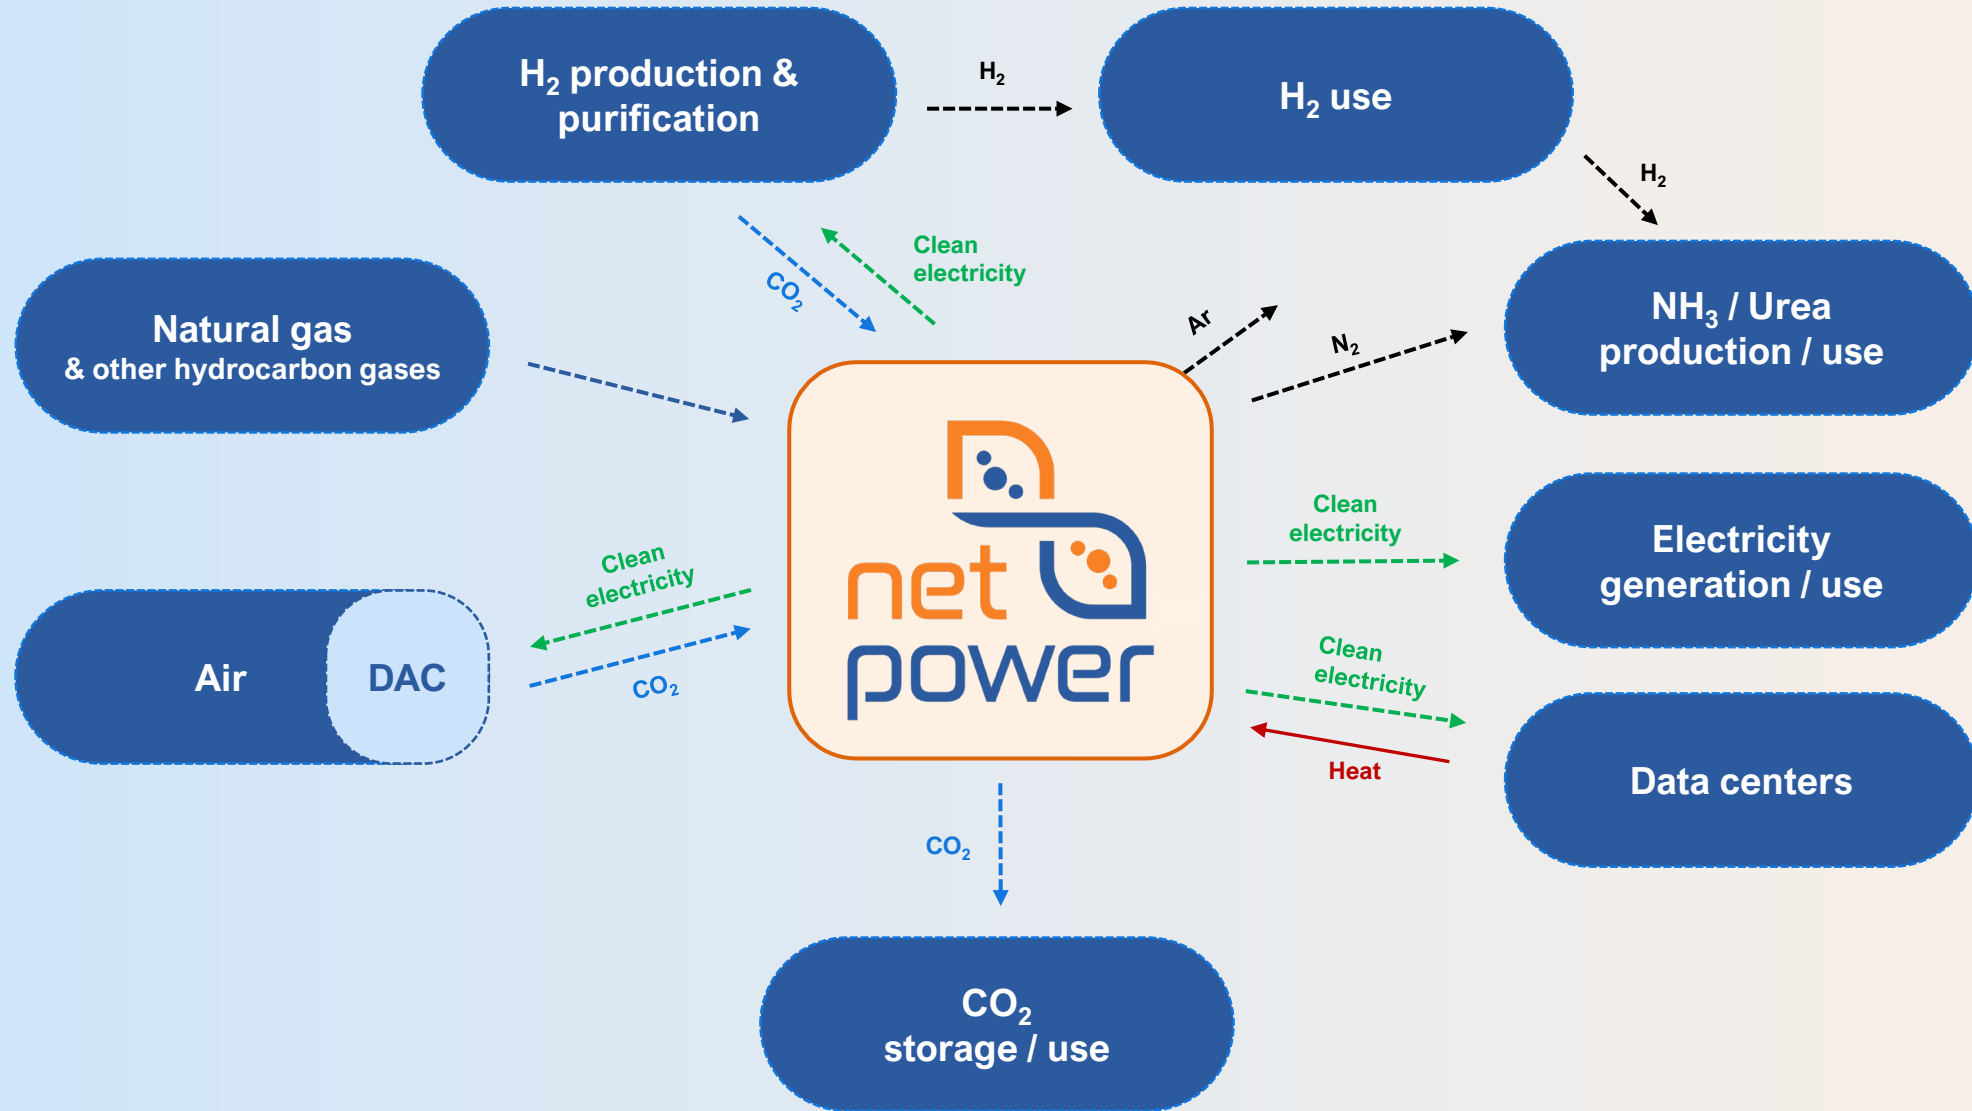 H₂ production &
purification
H₂
H₂ use
H₂
CO₂
Clean
electricity
Natural gas
& other hydrocarbon gases
Ar
N₂
NH₃ / Urea
production / use
net
power
Clean
electricity
Electricity
generation / use
Clean
electricity
CO₂
Air
DAC
Clean
electricity
Heat
Data centers
CO₂
CO₂
storage / use